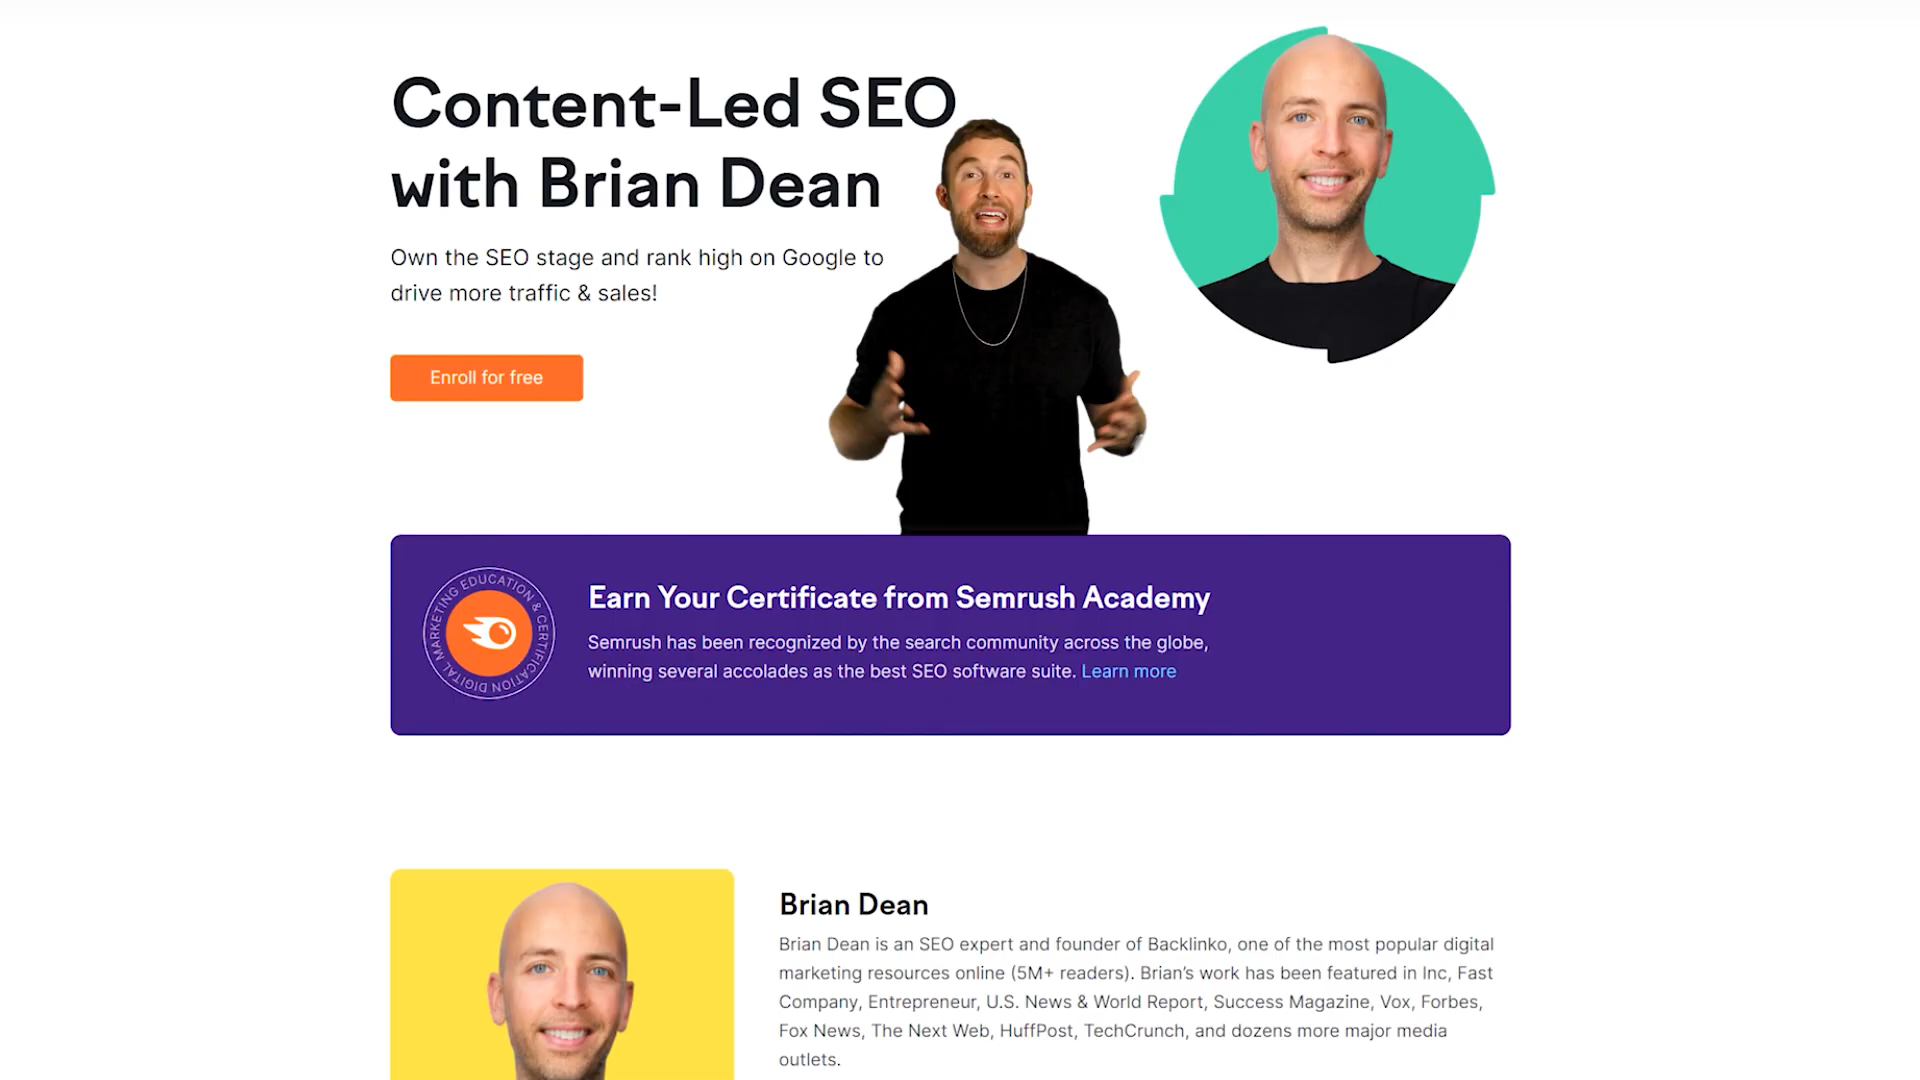 Content-Led SEO
with Brian Dean
Own the SEO stage and rank high on Google to
drive more traffic & sales!
Enroll for free
DIGITAL MARKETING EDUCATION & CERTIFICATION
Earn Your Certificate from Semrush Academy
Semrush has been recognized by the search community across the globe,
winning several accolades as the best SEO software suite. Learn more
Brian Dean
Brian Dean is an SEO expert and founder of Backlinko, one of the most popular digital
marketing resources online (5M+ readers). Brian’s work has been featured in Inc, Fast
Company, Entrepreneur, U.S. News & World Report, Success Magazine, Vox, Forbes,
Fox News, The Next Web, HuffPost, TechCrunch, and dozens more major media
outlets.